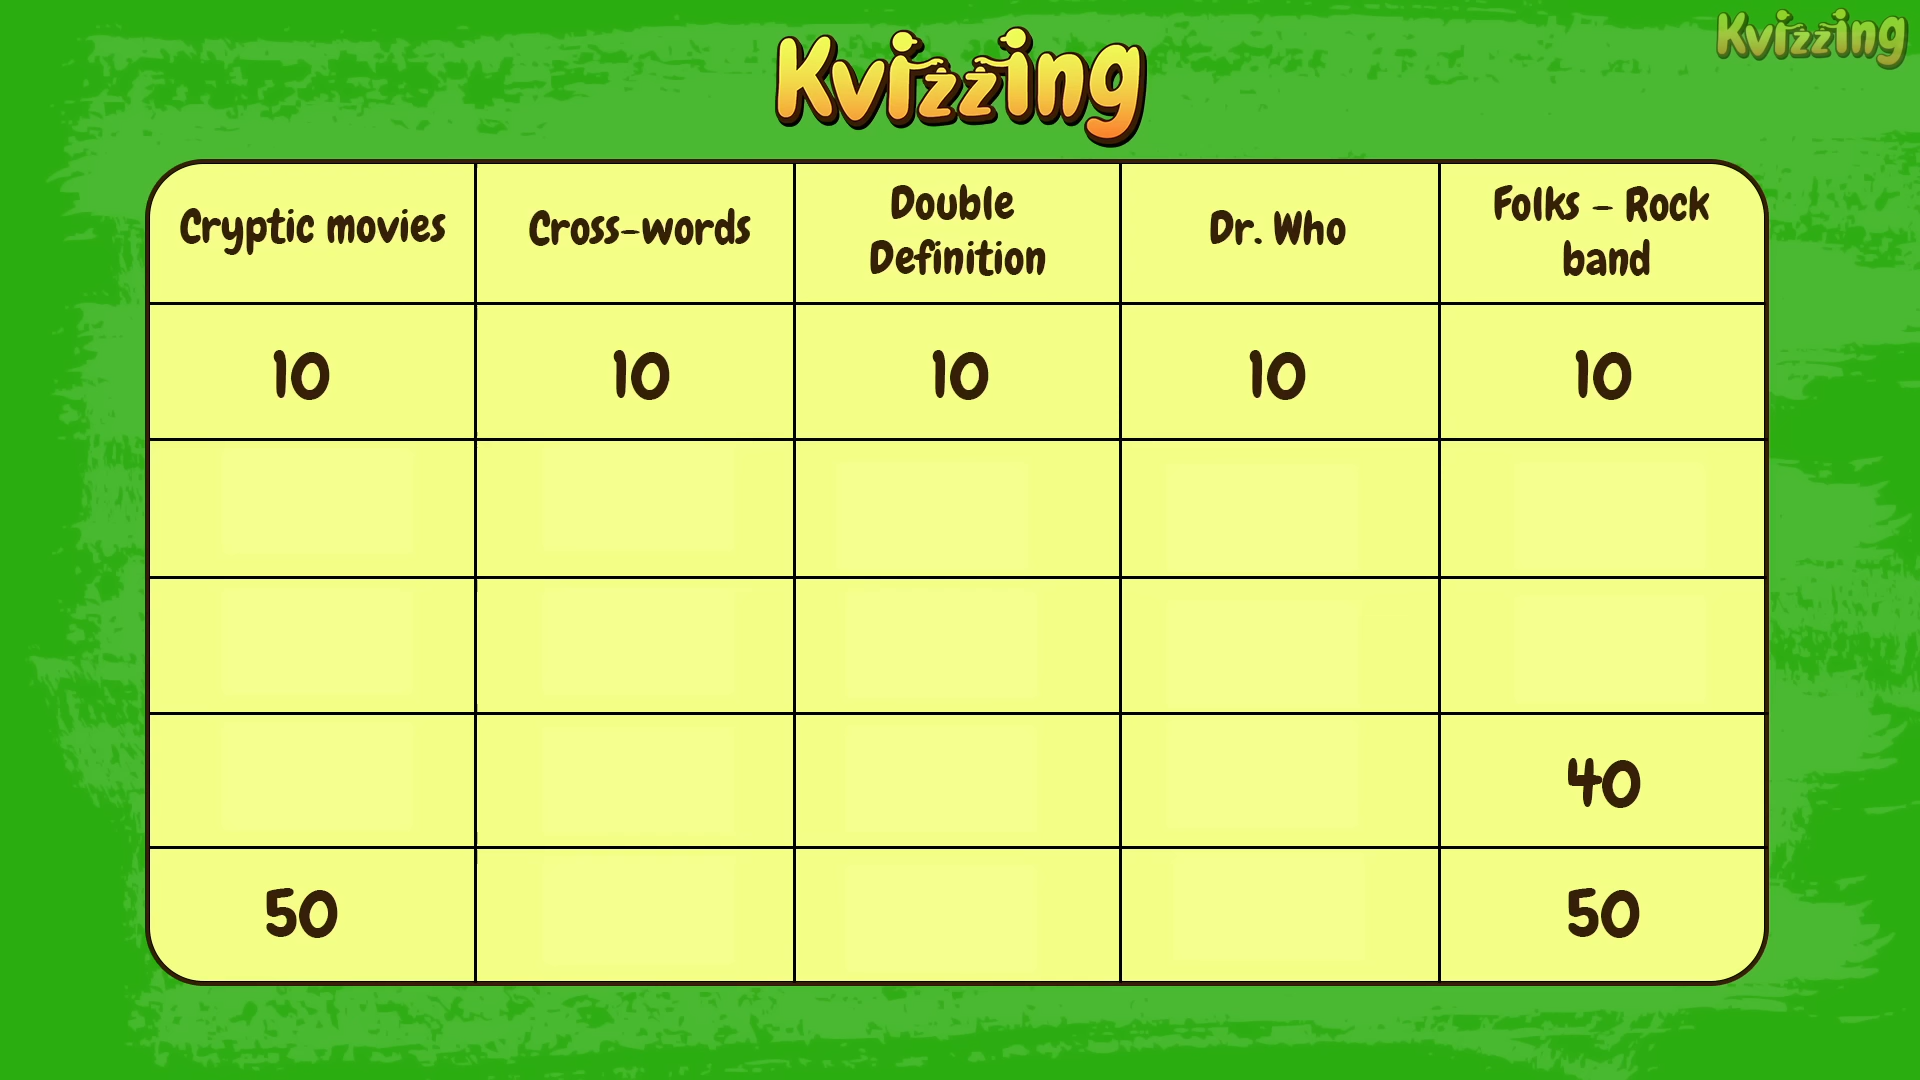 Kvizzing
Kvizzing
Cryptic movies
Cross-words
Double
Definition
Dr. Who
Folks - Rock
band
10
10
10
10
10
40
50
50